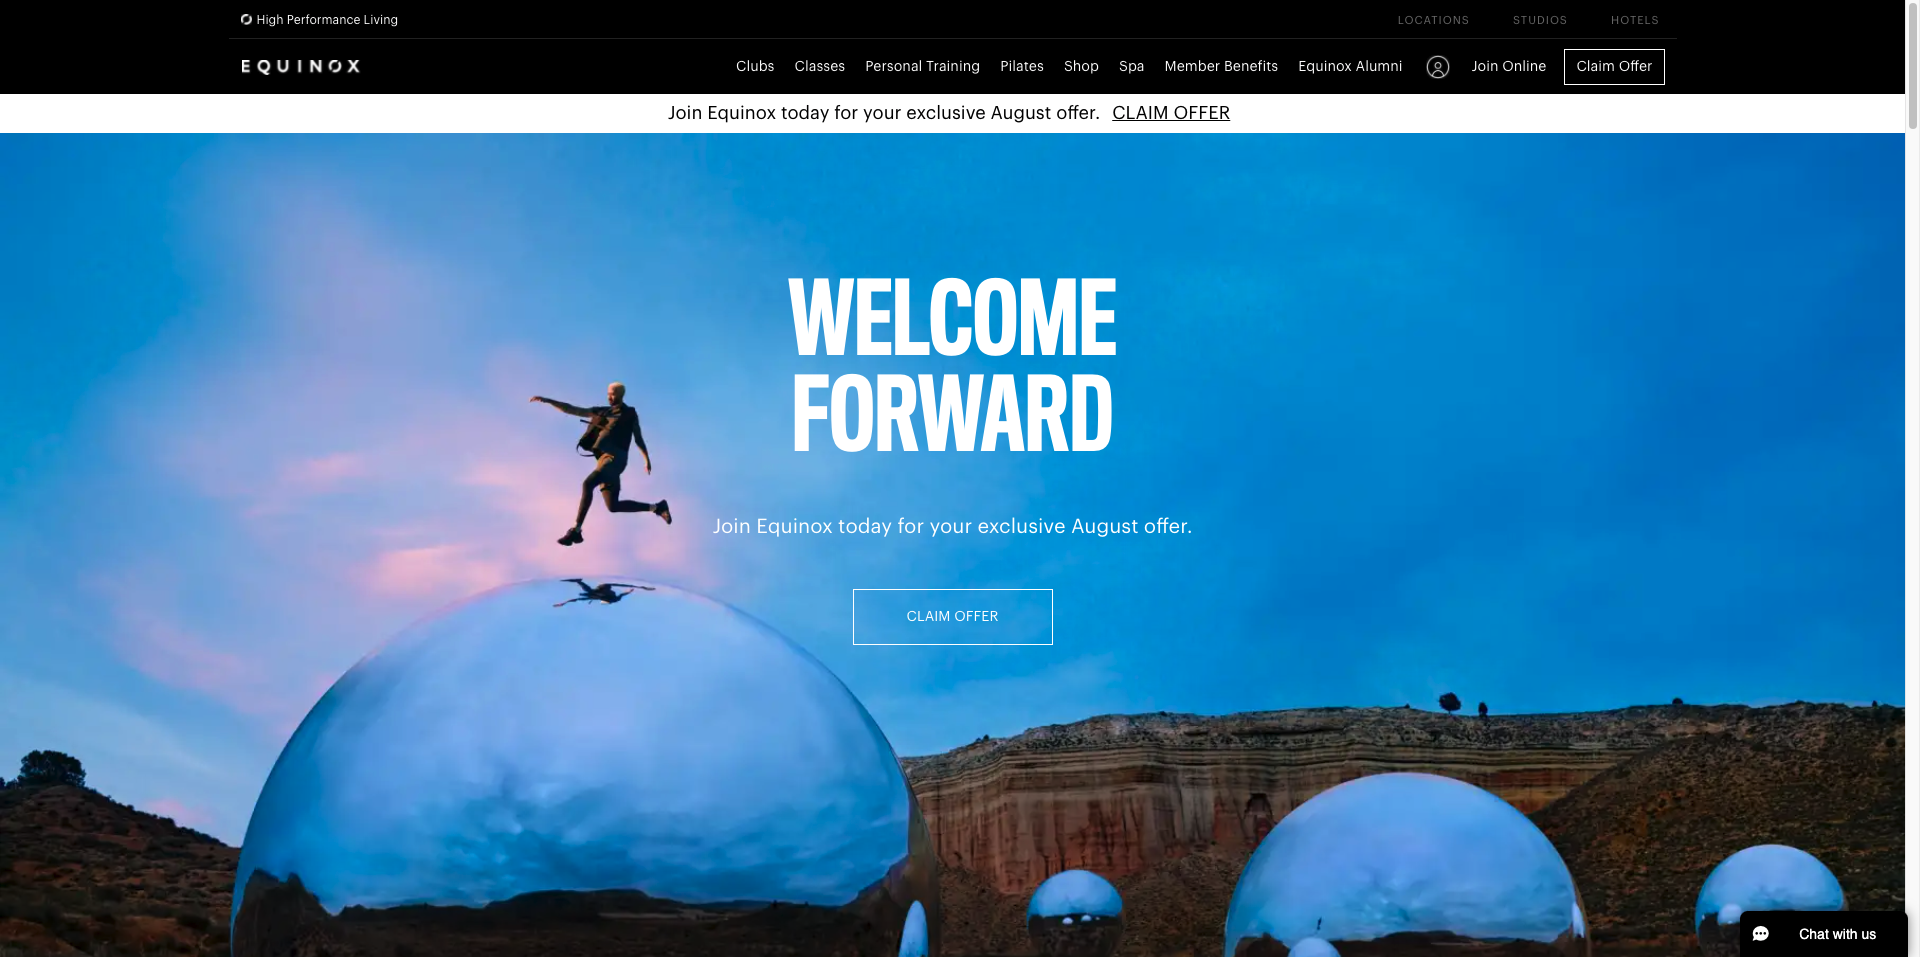 High Performance Living
LOCATIONS STUDIOS HOTELS
EQUINOX
Clubs Classes Personal Training Pilates Shop Spa Member Benefits Equinox Alumni Join Online Claim Offer
Join Equinox today for your exclusive August offer. CLAIM OFFER
WELCOME
FORWARD
Join Equinox today for your exclusive August offer.
CLAIM OFFER
Chat with us